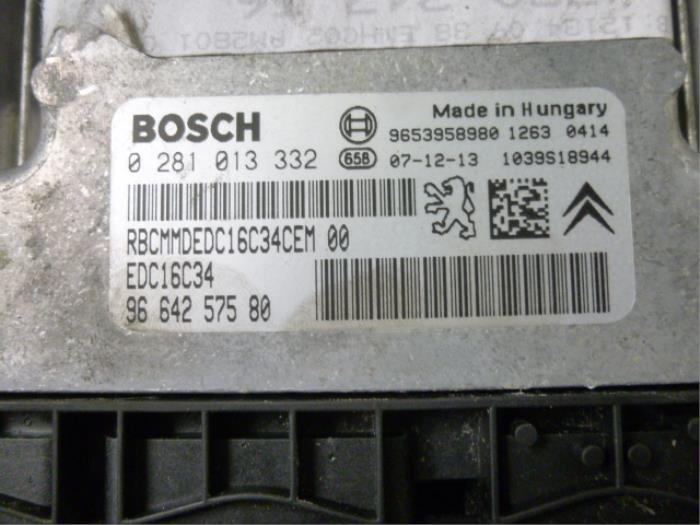 BOSCH
Made in Hungary
9653958980 1263 0414
0 281 013 332
658 07-12-13 1039S18944
RBCMMDEDC16C34CEM 00
EDC16C34
96 642 575 80